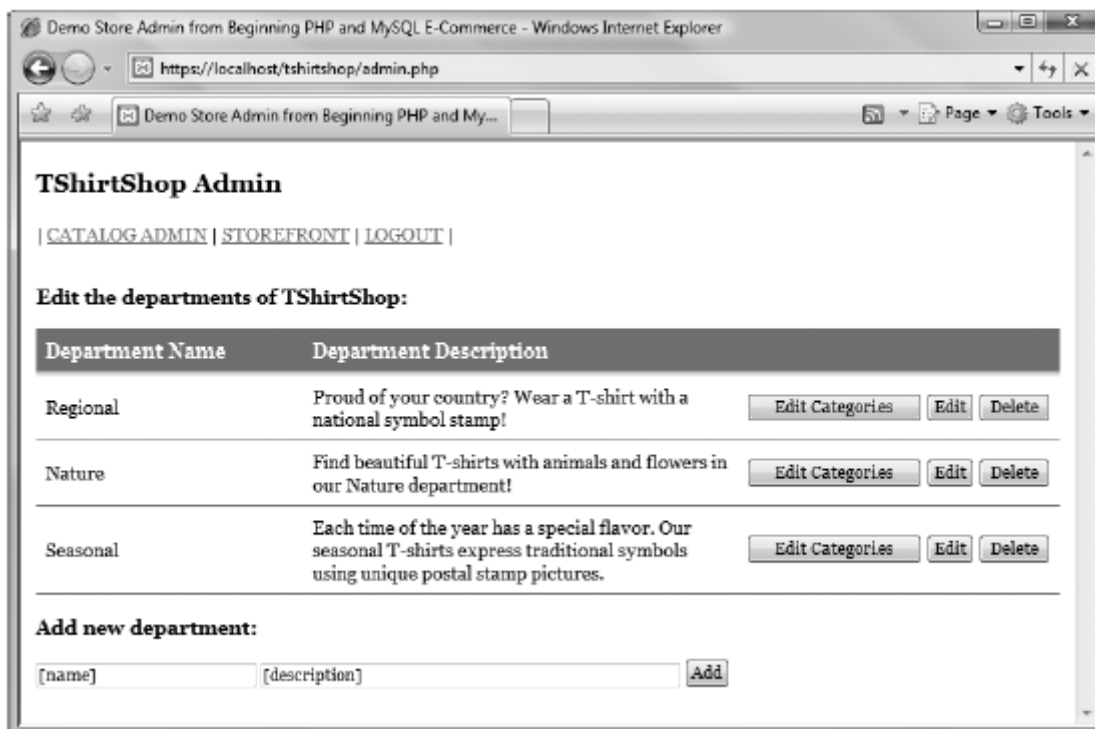 Demo Store Admin from Beginning PHP and MySQL E-Commerce - Windows Internet Explorer
https://localhost/tshirtshop/admin.php
Demo Store Admin from Beginning PHP and My...
Page
Tools
TShirtShop Admin
| CATALOG ADMIN | STOREFRONT | LOGOUT |
Edit the departments of TShirtShop:
Department Name Department Description
Regional
Proud of your country? Wear a T-shirt with a
national symbol stamp!
Edit Categories Edit Delete
Nature
Find beautiful T-shirts with animals and flowers in
our Nature department!
Edit Categories Edit Delete
Seasonal
Each time of the year has a special flavor. Our
seasonal T-shirts express traditional symbols
using unique postal stamp pictures.
Edit Categories Edit Delete
Add new department:
[name] [description] Add